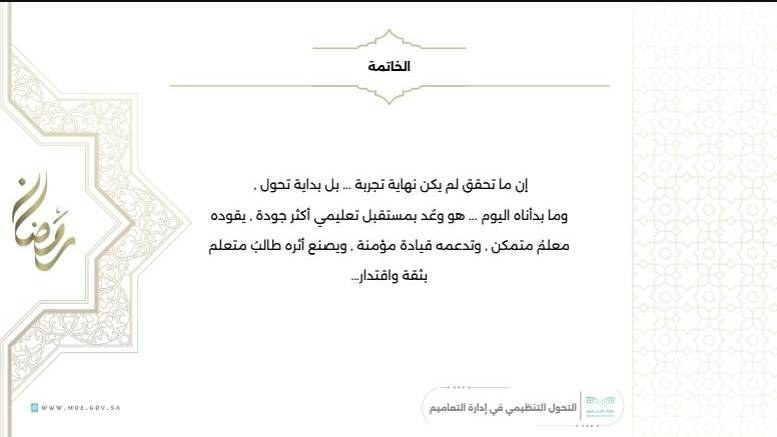 الخاتمة
إن ما تحقق لم يكن نهاية تجربة ... بل بداية تحول ,
وما بدأناه اليوم ... هو وعٌد بمستقبل تعليمي أكثر جودة , يقوده
معلمُ متمكن , وتدعمه قيادة مؤمنة , ويصنع أثره طالبٌ متعلم
بثقة واقتدار...
رمضان
WWW.MOE.GOV.SA
التحول التنظيمي في إدارة التعاميم